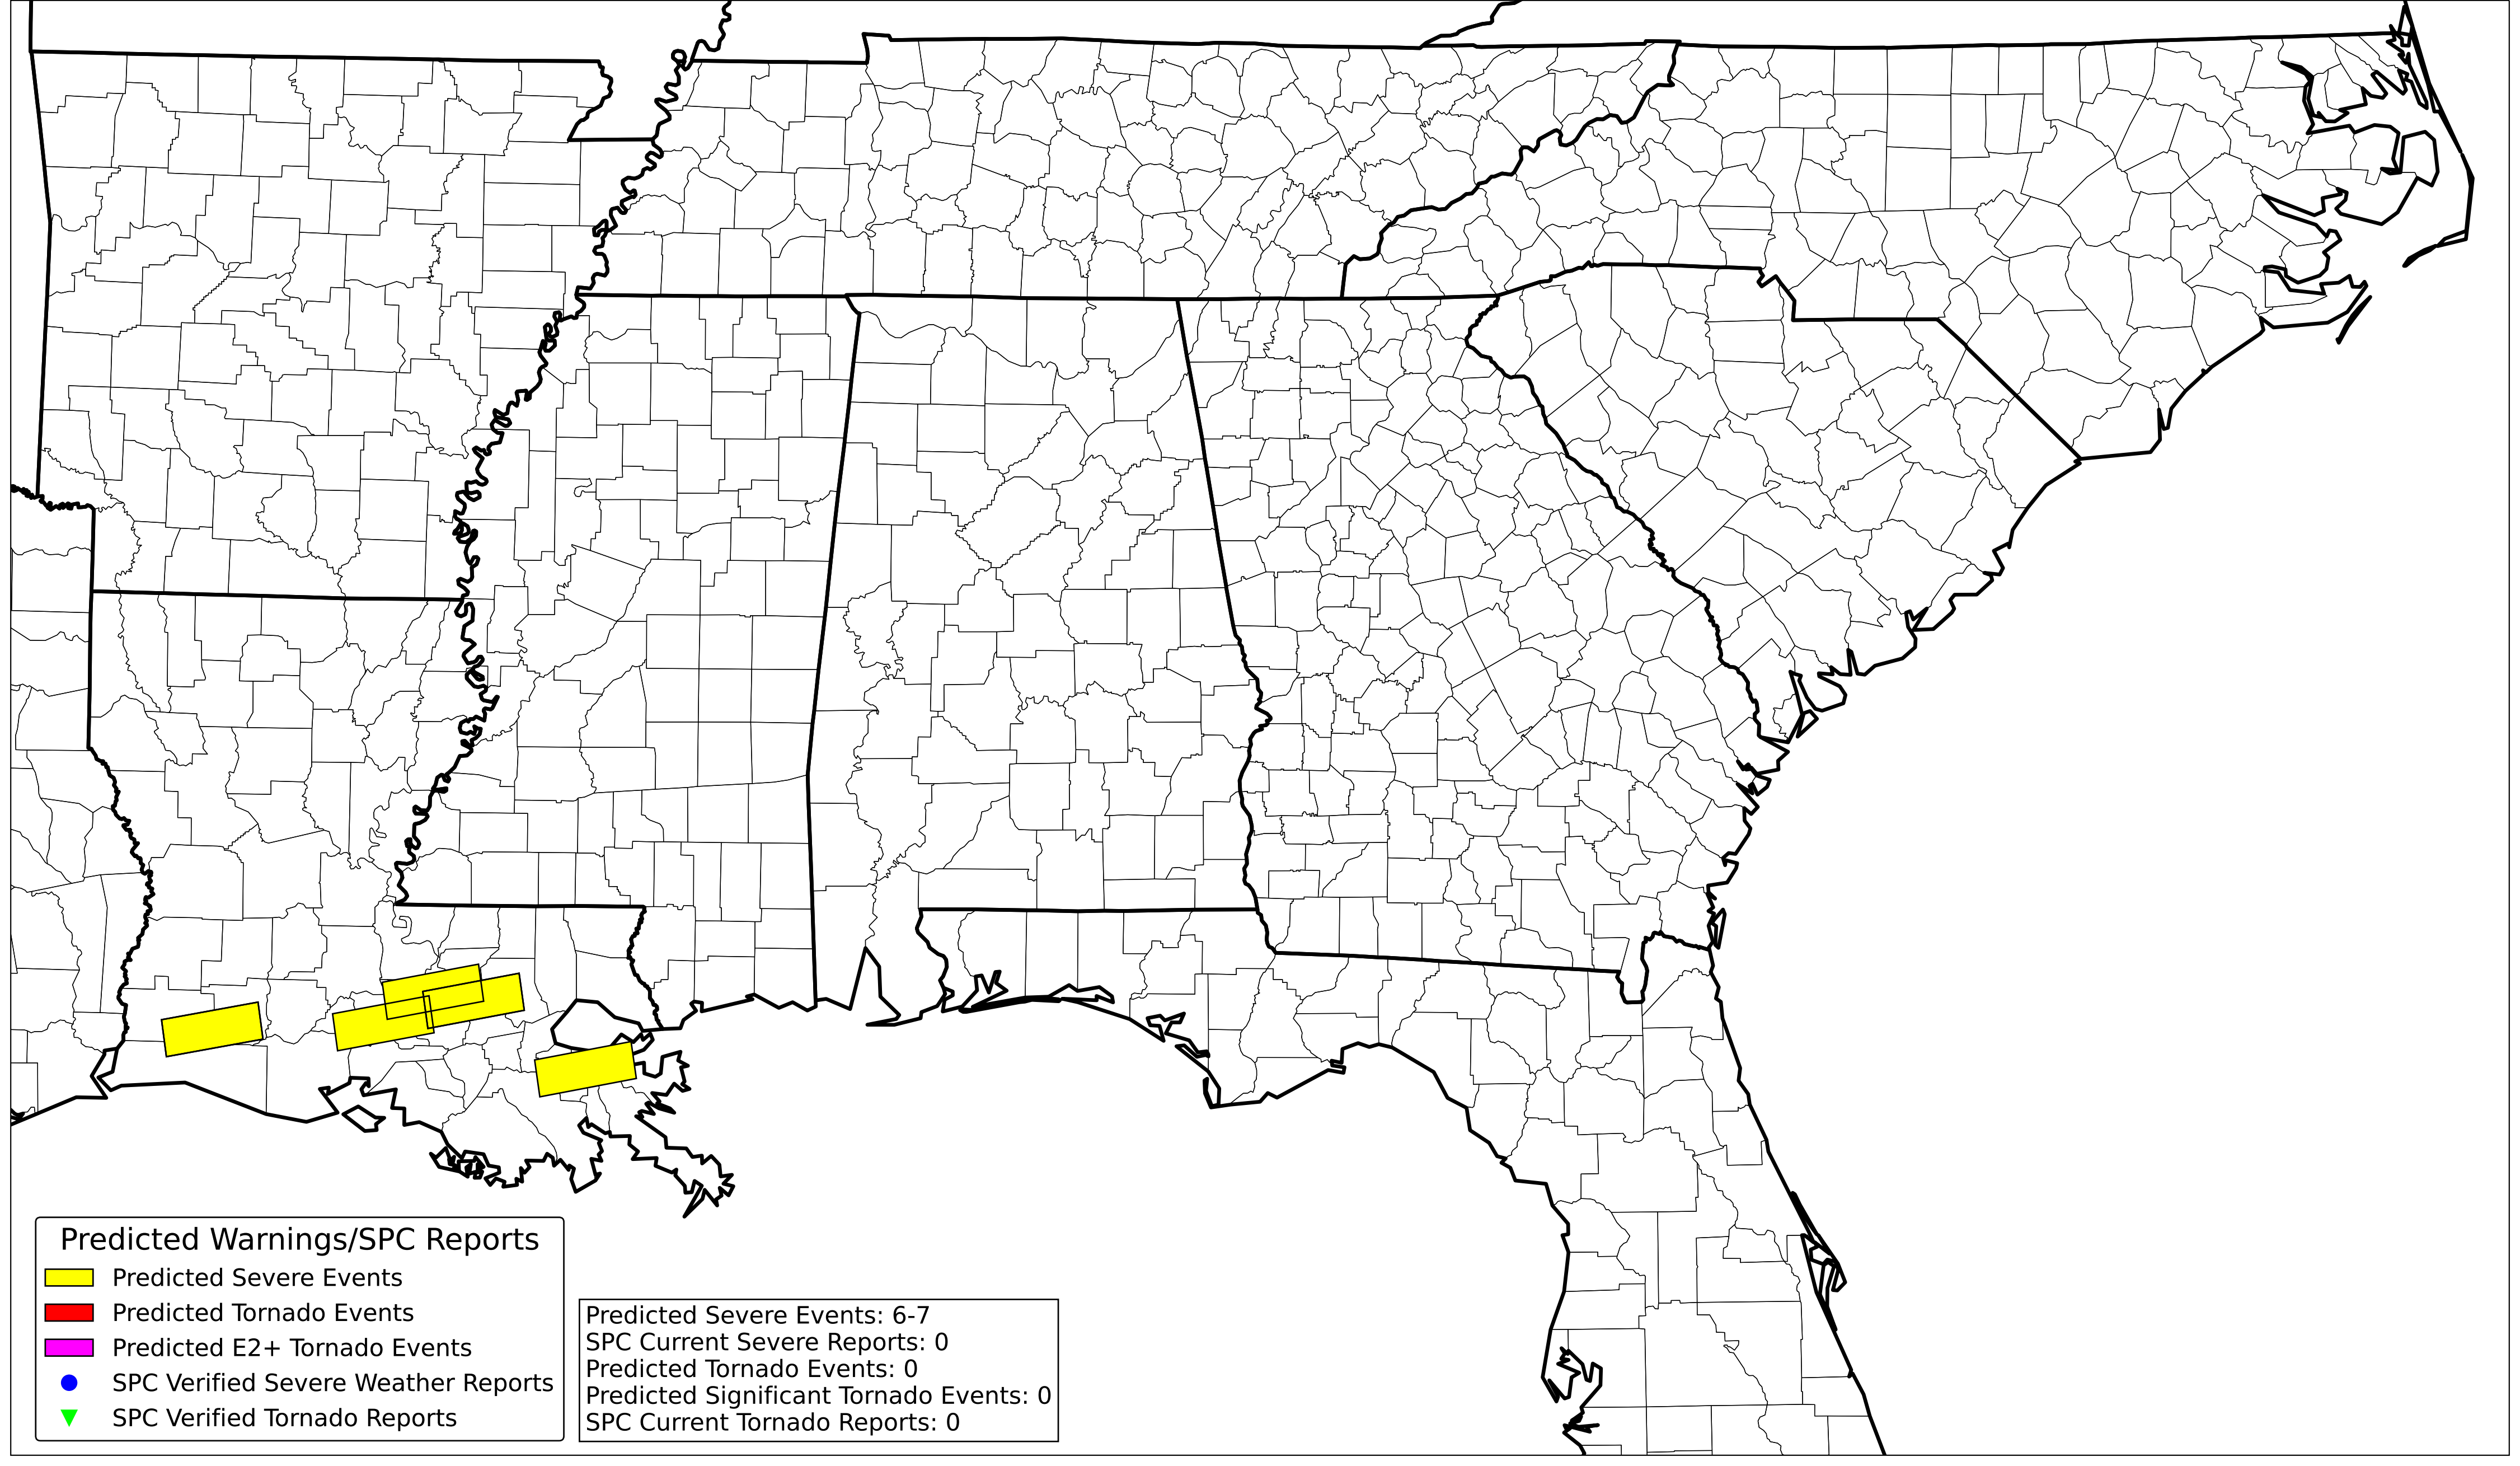 Predicted Warnings/SPC Reports
Predicted Severe Events
Predicted Tornado Events
Predicted E2+ Tornado Events
SPC Verified Severe Weather Reports
SPC Verified Tornado Reports
Predicted Severe Events: 6-7
SPC Current Severe Reports: 0
Predicted Tornado Events: 0
Predicted Significant Tornado Events: 0
SPC Current Tornado Reports: 0